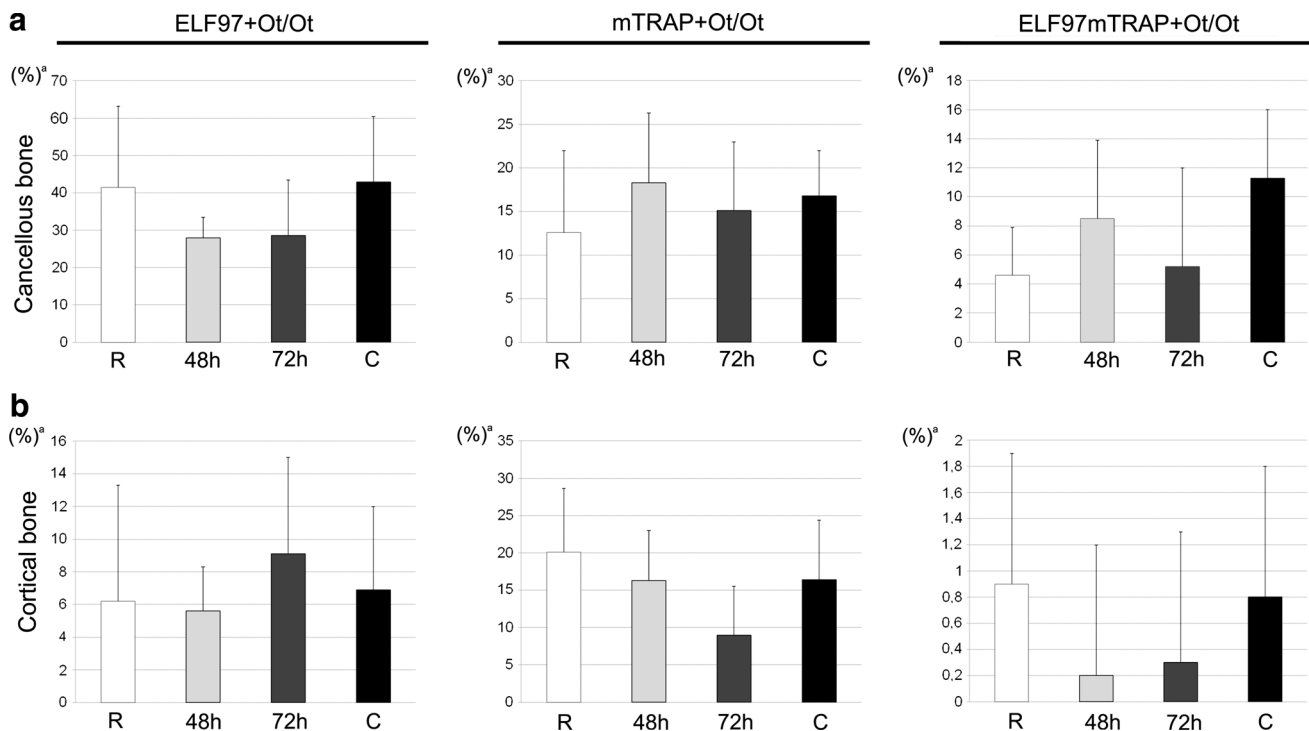 a
ELF97+Ot/Ot
mTRAP+Ot/Ot
ELF97mTRAP+Ot/Ot
Cancellous bone
(%)ª
70
60
50
40
30
20
10
0
R 48h 72h C
(%)ª
30
25
20
15
10
5
0
R 48h 72h C
(%)ª
18
16
14
12
10
8
6
4
2
0
R 48h 72h C
b
Cortical bone
(%)ª
16
14
12
10
8
6
4
2
0
R 48h 72h C
(%)ª
35
30
25
20
15
10
5
0
R 48h 72h C
(%)ª
2
1,8
1,6
1,4
1,2
1
0,8
0,6
0,4
0,2
0
R 48h 72h C